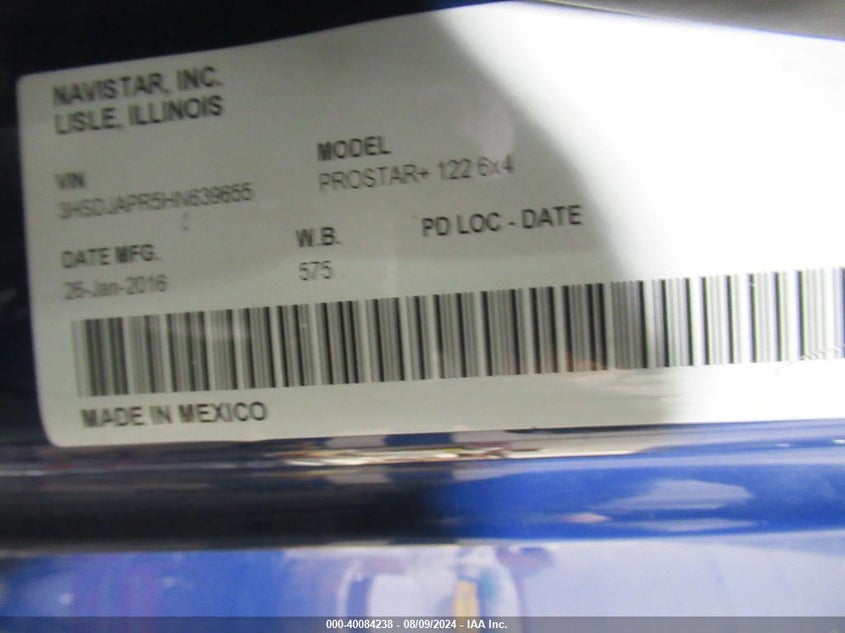 NAVISTAR, INC.
LISLE, ILLINOIS
VIN
3HSDJAPR5HN639655
MODEL
PROSTAR+ 122 6x4
DATE MFG.
26-Jan-2016
W.B.
575
PD LOC - DATE
MADE IN MEXICO
000-40084238 - 08/09/2024 - IAA Inc.